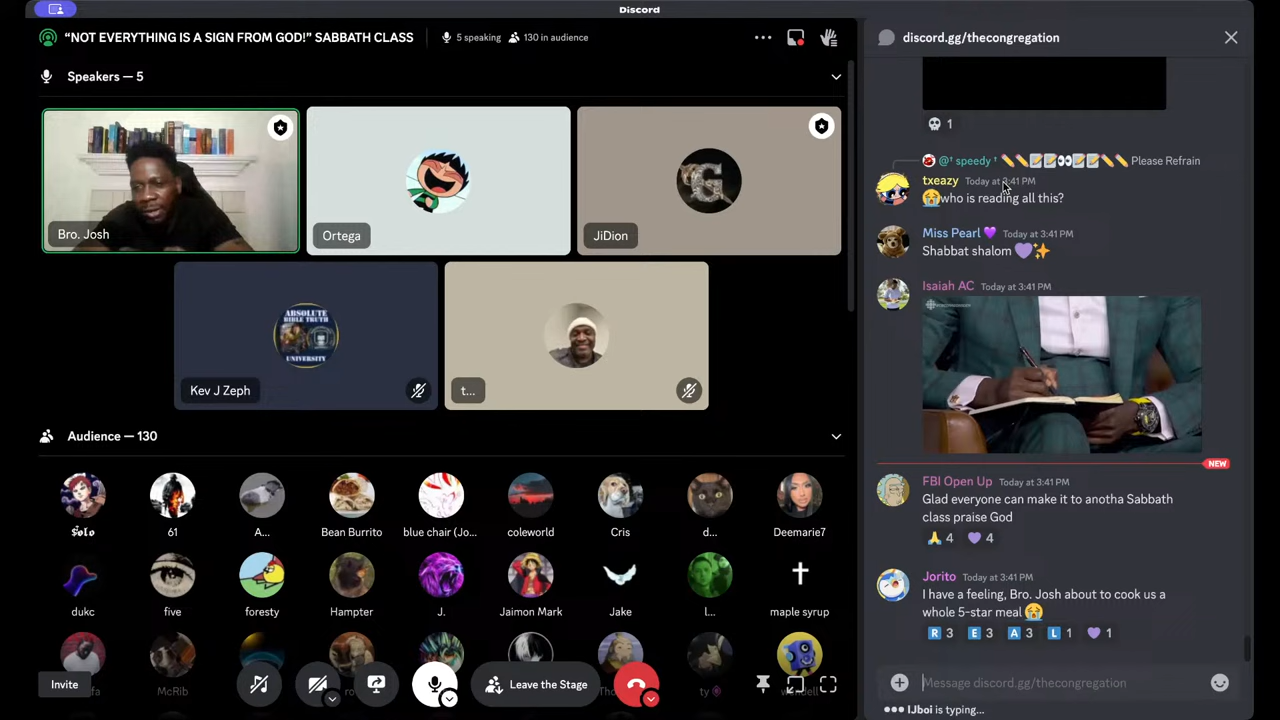 Discord
“NOT EVERYTHING IS A SIGN FROM GOD!” SABBATH CLASS
5 speaking
130 in audience
discord.gg/thecongregation
Speakers — 5
Bro. Josh
Ortega
JiDion
G
ABSOLUTE
BIBLE TRUTH
UNIVERSITY
Kev J Zeph
t...
Audience — 130
𝕾𝖔𝖑𝖔
61
A...
Bean Burrito
blue chair (Jo...
coleworld
Cris
d...
Deemarie7
dukc
five
foresty
Hampter
J.
Jaimon Mark
Jake
l...
maple syrup
McRib
Invite
Leave the Stage
1
@† speedy † ✏️✏️📝📝👀📝📝✏️✏️ Please Refrain
txeazy Today at 3:41 PM
😭who is reading all this?
Miss Pearl 💜 Today at 3:41 PM
Shabbat shalom 💜✨
Isaiah AC Today at 3:41 PM
NEW
FBI Open Up Today at 3:41 PM
Glad everyone can make it to anotha Sabbath
class praise God
🙏 4 💜 4
Jorito Today at 3:41 PM
I have a feeling, Bro. Josh about to cook us a
whole 5-star meal 😭
R 3 E 3 A 3 L 1 💜 1
Message discord.gg/thecongregation
IJboi is typing...